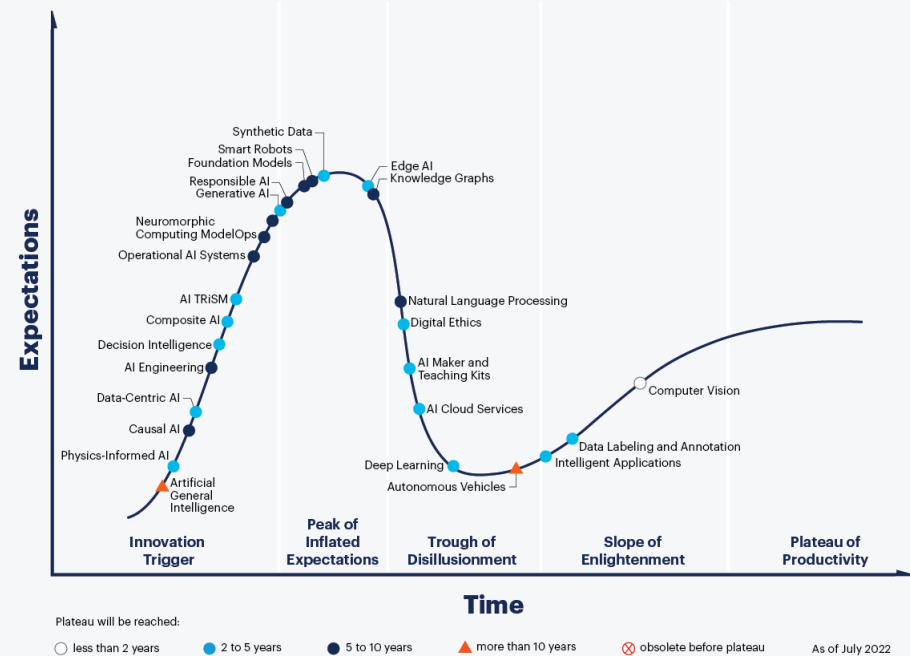 Expectations
Synthetic Data
Smart Robots
Foundation Models
Responsible AI
Generative AI
Neuromorphic
Computing ModelOps
Operational AI Systems
AI TRiSM
Composite AI
Decision Intelligence
AI Engineering
Data-Centric AI
Causal AI
Physics-Informed AI
Artificial
General
Intelligence
Edge AI
Knowledge Graphs
Natural Language Processing
Digital Ethics
AI Maker and
Teaching Kits
AI Cloud Services
Deep Learning
Autonomous Vehicles
Computer Vision
Data Labeling and Annotation
Intelligent Applications
Innovation
Trigger
Peak of
Inflated
Expectations
Trough of
Disillusionment
Slope of
Enlightenment
Plateau of
Productivity
Time
Plateau will be reached:
less than 2 years
2 to 5 years
5 to 10 years
more than 10 years
obsolete before plateau
As of July 2022